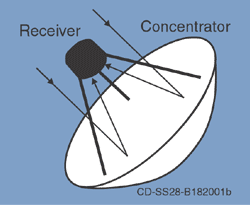 Receiver
Concentrator
CD-SS28-B182001b